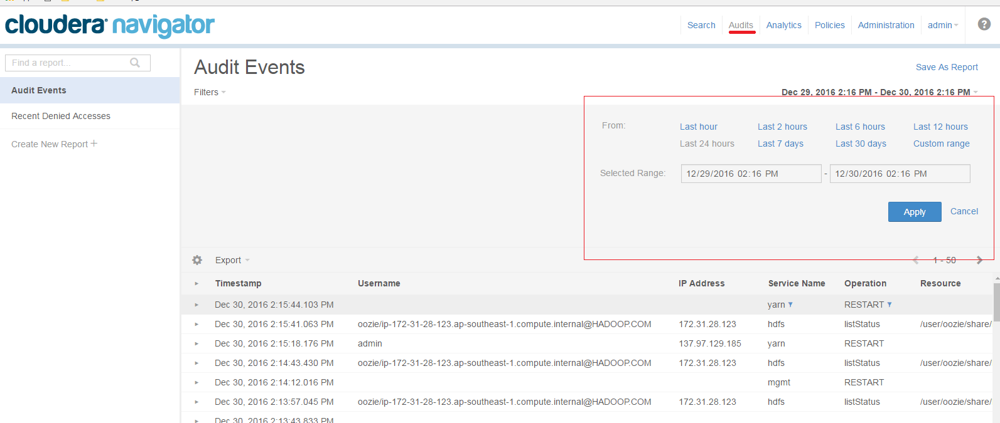 cloudera® navigator
Search Audits Analytics Policies Administration admin ?
Find a report...
Audit Events
Recent Denied Accesses
Create New Report +
Audit Events
Save As Report
Filters
Dec 29, 2016 2:16 PM - Dec 30, 2016 2:16 PM
From: Last hour Last 2 hours Last 6 hours Last 12 hours
Last 24 hours Last 7 days Last 30 days Custom range
Selected Range: 12/29/2016 02:16 PM - 12/30/2016 02:16 PM
Apply Cancel
Export 1 - 50
Timestamp Username IP Address Service Name Operation Resource
Dec 30, 2016 2:15:44.103 PM yarn RESTART
Dec 30, 2016 2:15:41.063 PM oozie/ip-172-31-28-123.ap-southeast-1.compute.internal@HADOOP.COM 172.31.28.123 hdfs listStatus /user/oozie/share/
Dec 30, 2016 2:15:18.176 PM admin 137.97.129.185 yarn RESTART
Dec 30, 2016 2:14:43.430 PM oozie/ip-172-31-28-123.ap-southeast-1.compute.internal@HADOOP.COM 172.31.28.123 hdfs listStatus /user/oozie/share/
Dec 30, 2016 2:14:12.016 PM mgmt RESTART
Dec 30, 2016 2:13:57.045 PM oozie/ip-172-31-28-123.ap-southeast-1.compute.internal@HADOOP.COM 172.31.28.123 hdfs listStatus /user/oozie/share/
Dec 30, 2016 2:13:43.833 PM